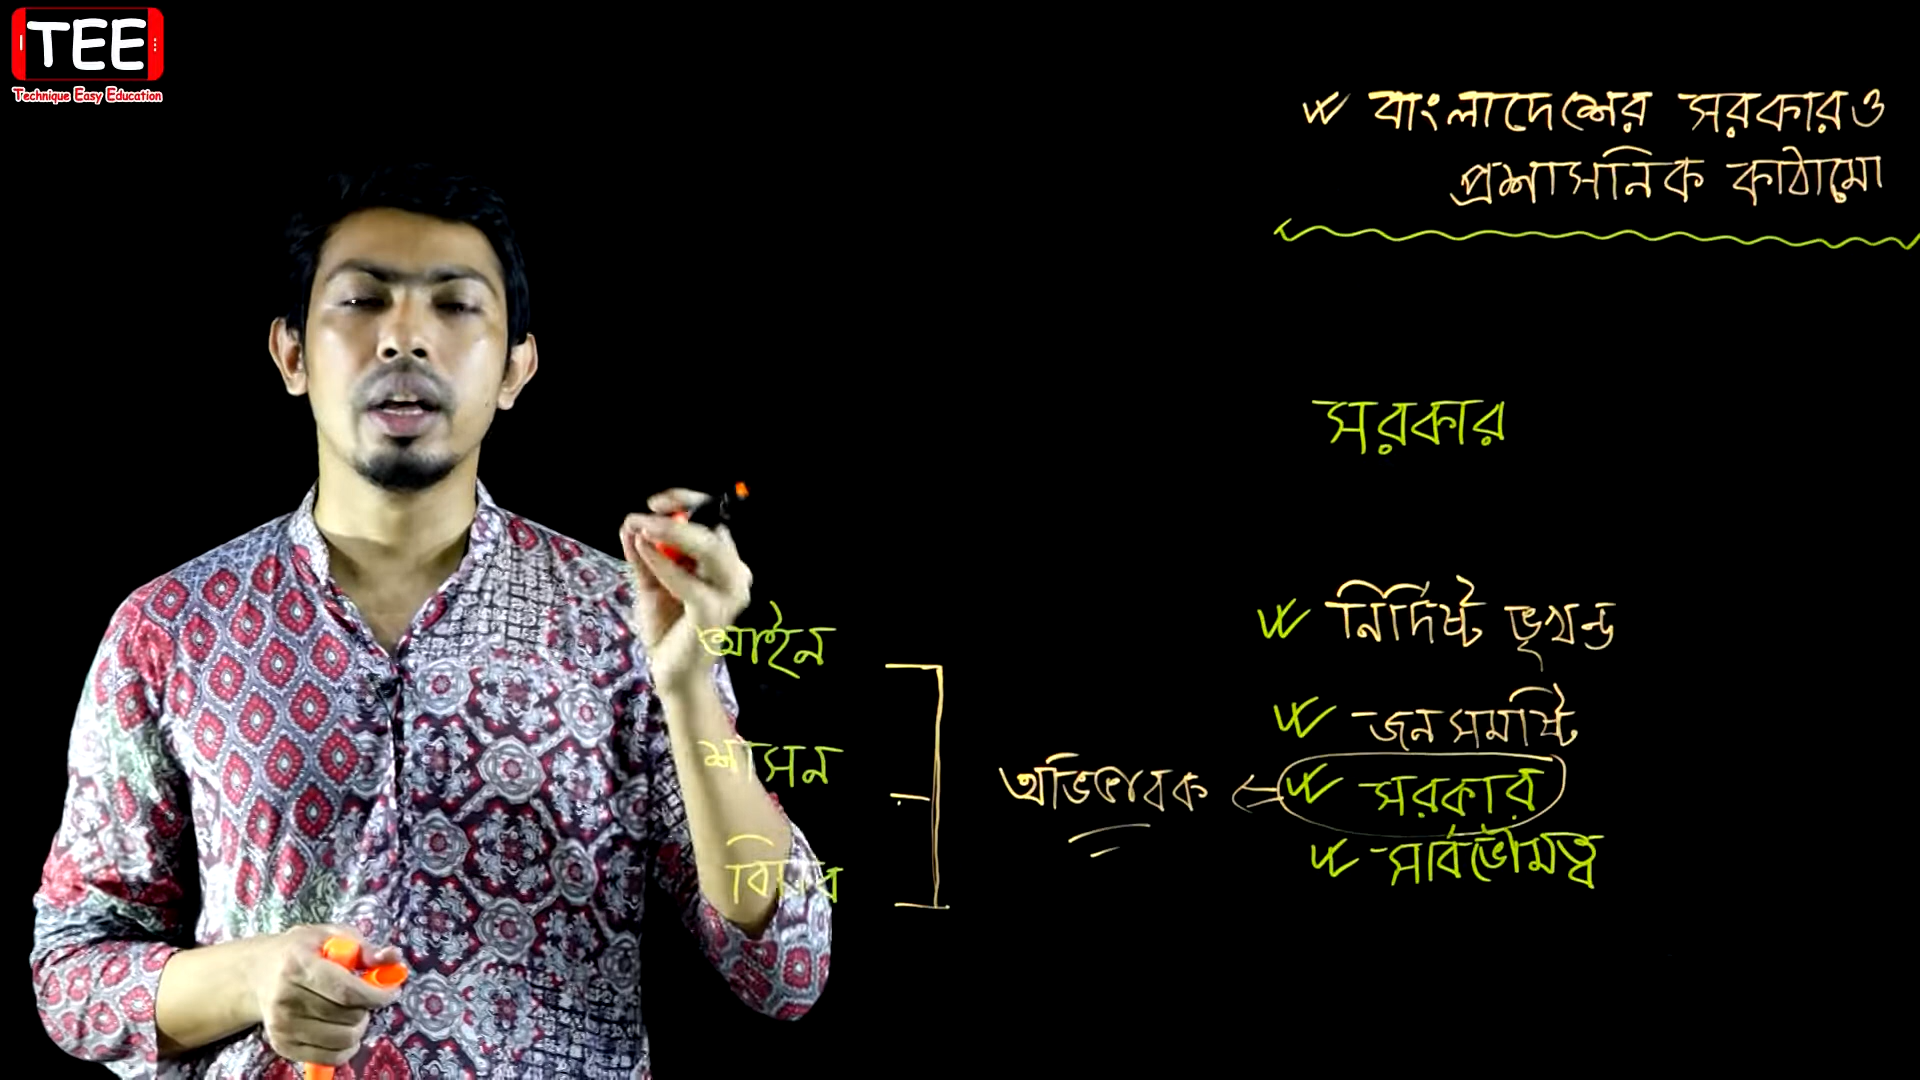 TEE
Technique Easy Education
বাংলাদেশের সরকার ও
প্রশাসনিক কাঠামো
সরকার
নির্দিষ্ট ভূখন্ড
জনসমষ্টি
সরকার
সার্বভৌমত্ব
অভিভাবক
আইন
শাসন
বিচার